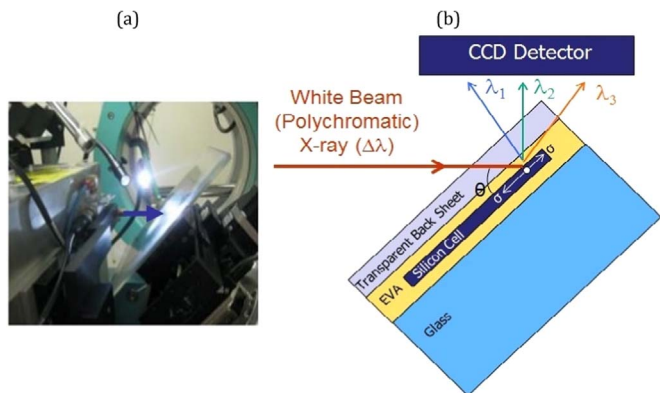 (a)
(b)
CCD Detector
λ1
λ2
λ3
White Beam
(Polychromatic)
X-ray (Δλ)
θ
σ
σ
Transparent Back Sheet
Silicon Cell
EVA
Glass